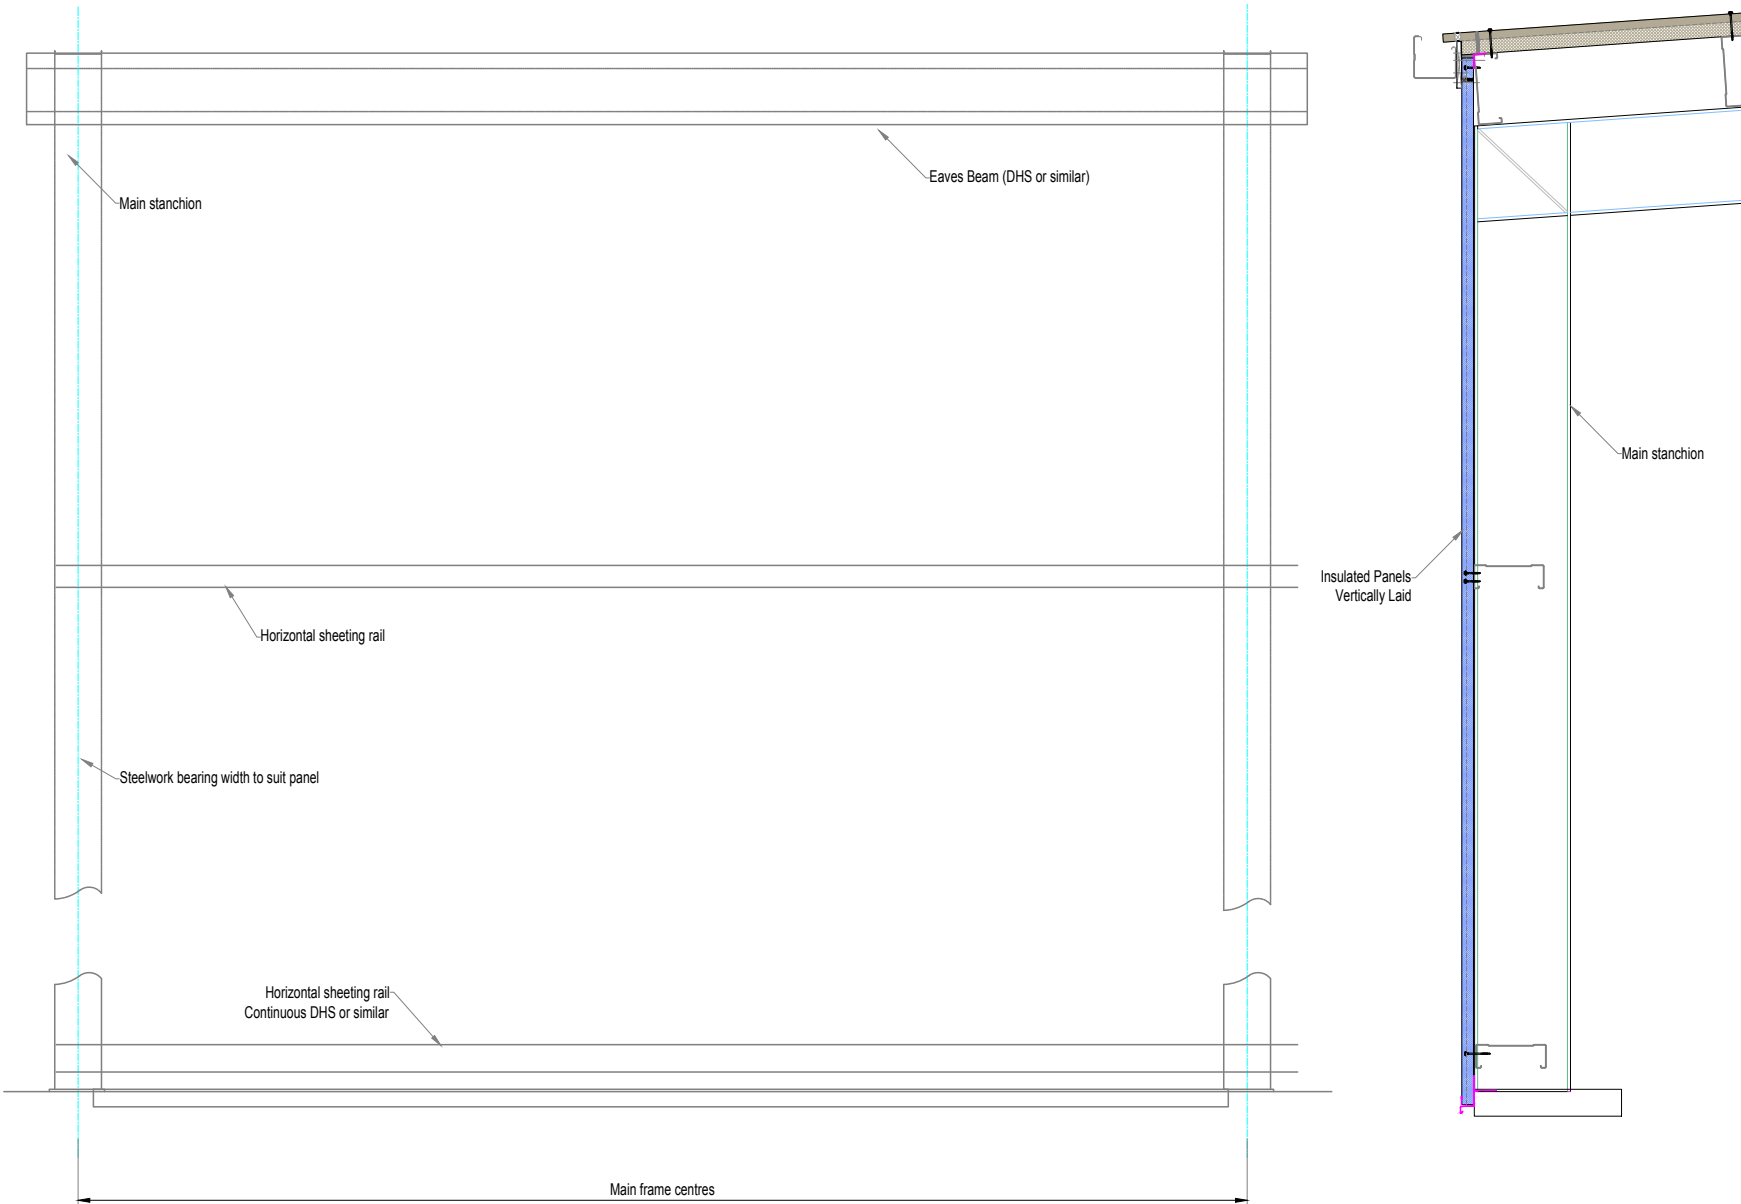 Eaves Beam (DHS or similar)
Main stanchion
Main stanchion
Insulated Panels
Vertically Laid
Horizontal sheeting rail
Steelwork bearing width to suit panel
Horizontal sheeting rail
Continuous DHS or similar
Main frame centres